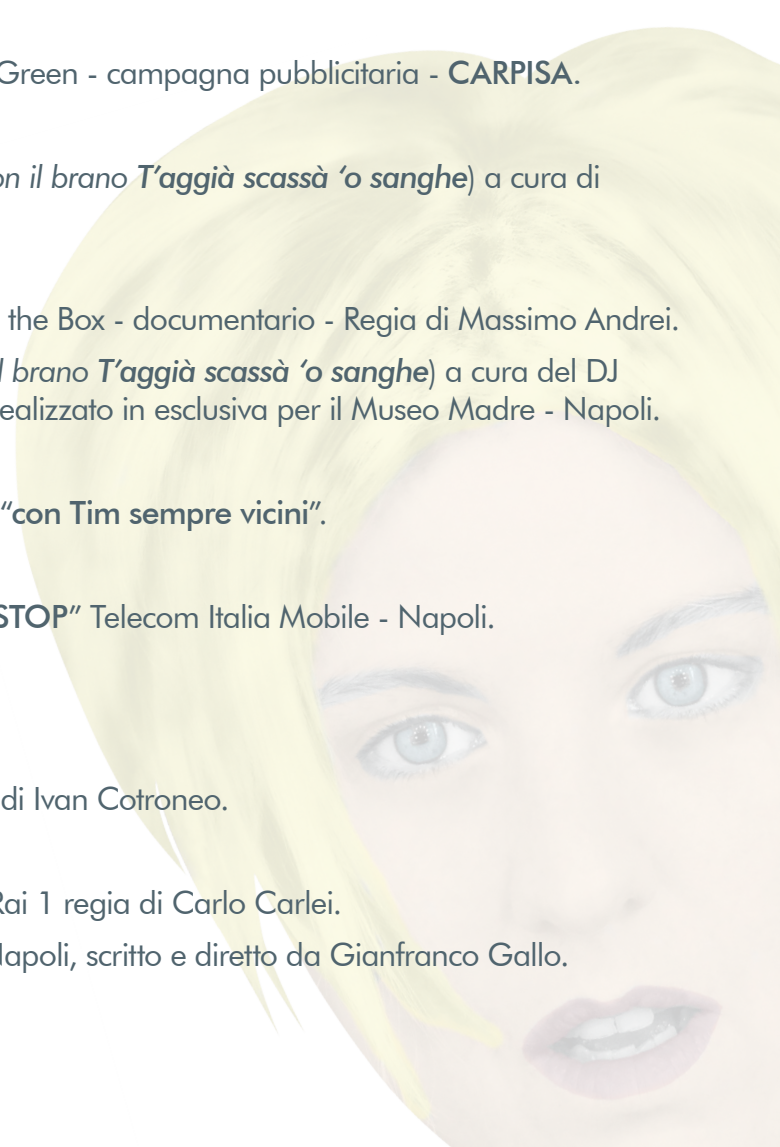 Green - campagna pubblicitaria - CARPISA.
on il brano T’aggià scassà ‘o sanghe) a cura di
the Box - documentario - Regia di Massimo Andrei.
l brano T’aggià scassà ‘o sanghe) a cura del DJ
ealizzato in esclusiva per il Museo Madre - Napoli.
“con Tim sempre vicini”.
STOP” Telecom Italia Mobile - Napoli.
di Ivan Cotroneo.
Rai 1 regia di Carlo Carlei.
Napoli, scritto e diretto da Gianfranco Gallo.